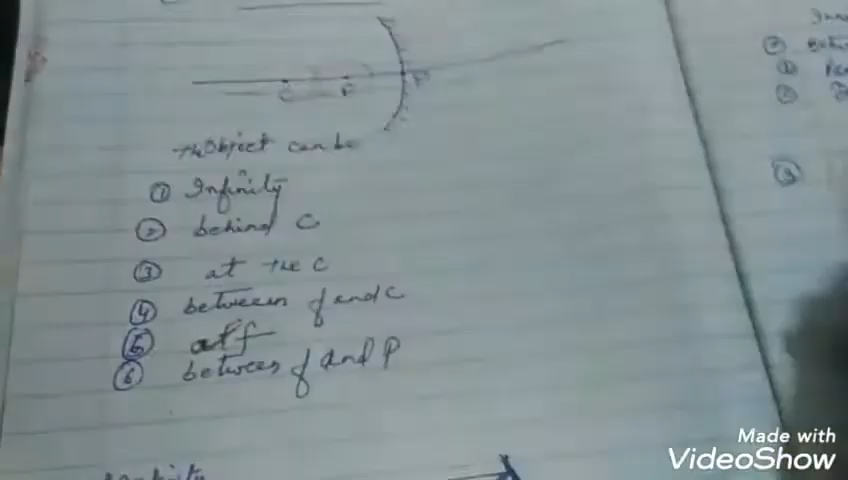 C F P
the Object can be
① Infinity
② behind C
③ at the C
④ between f and c
⑤ at f
⑥ between f and P
Made with
VideoShow